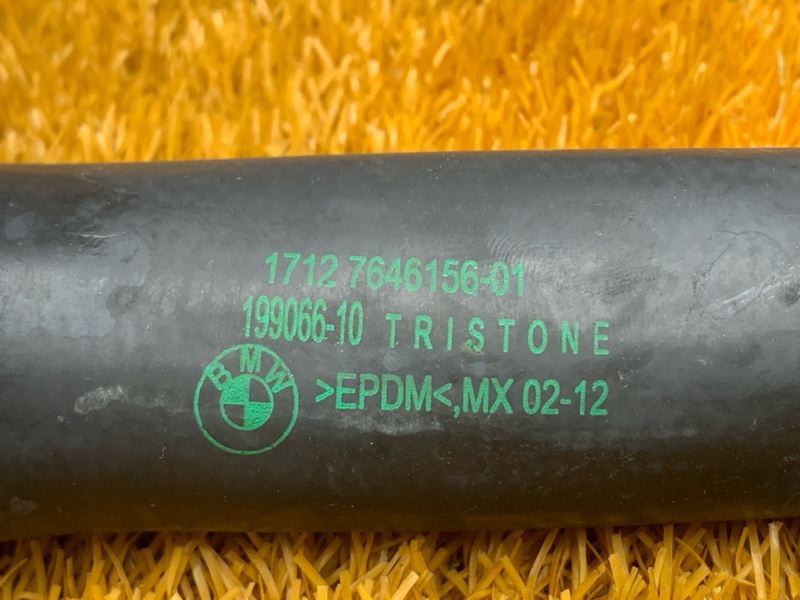 1712 7646156-01
199066-10 TRISTONE
BMW
>EPDM<,MX 02-12